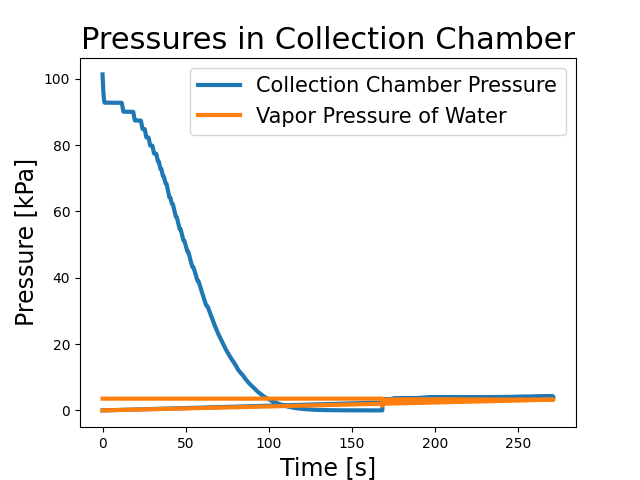 Pressures in Collection Chamber
Collection Chamber Pressure
Vapor Pressure of Water
100
80
60
40
20
0
Pressure [kPa]
0 50 100 150 200 250
Time [s]